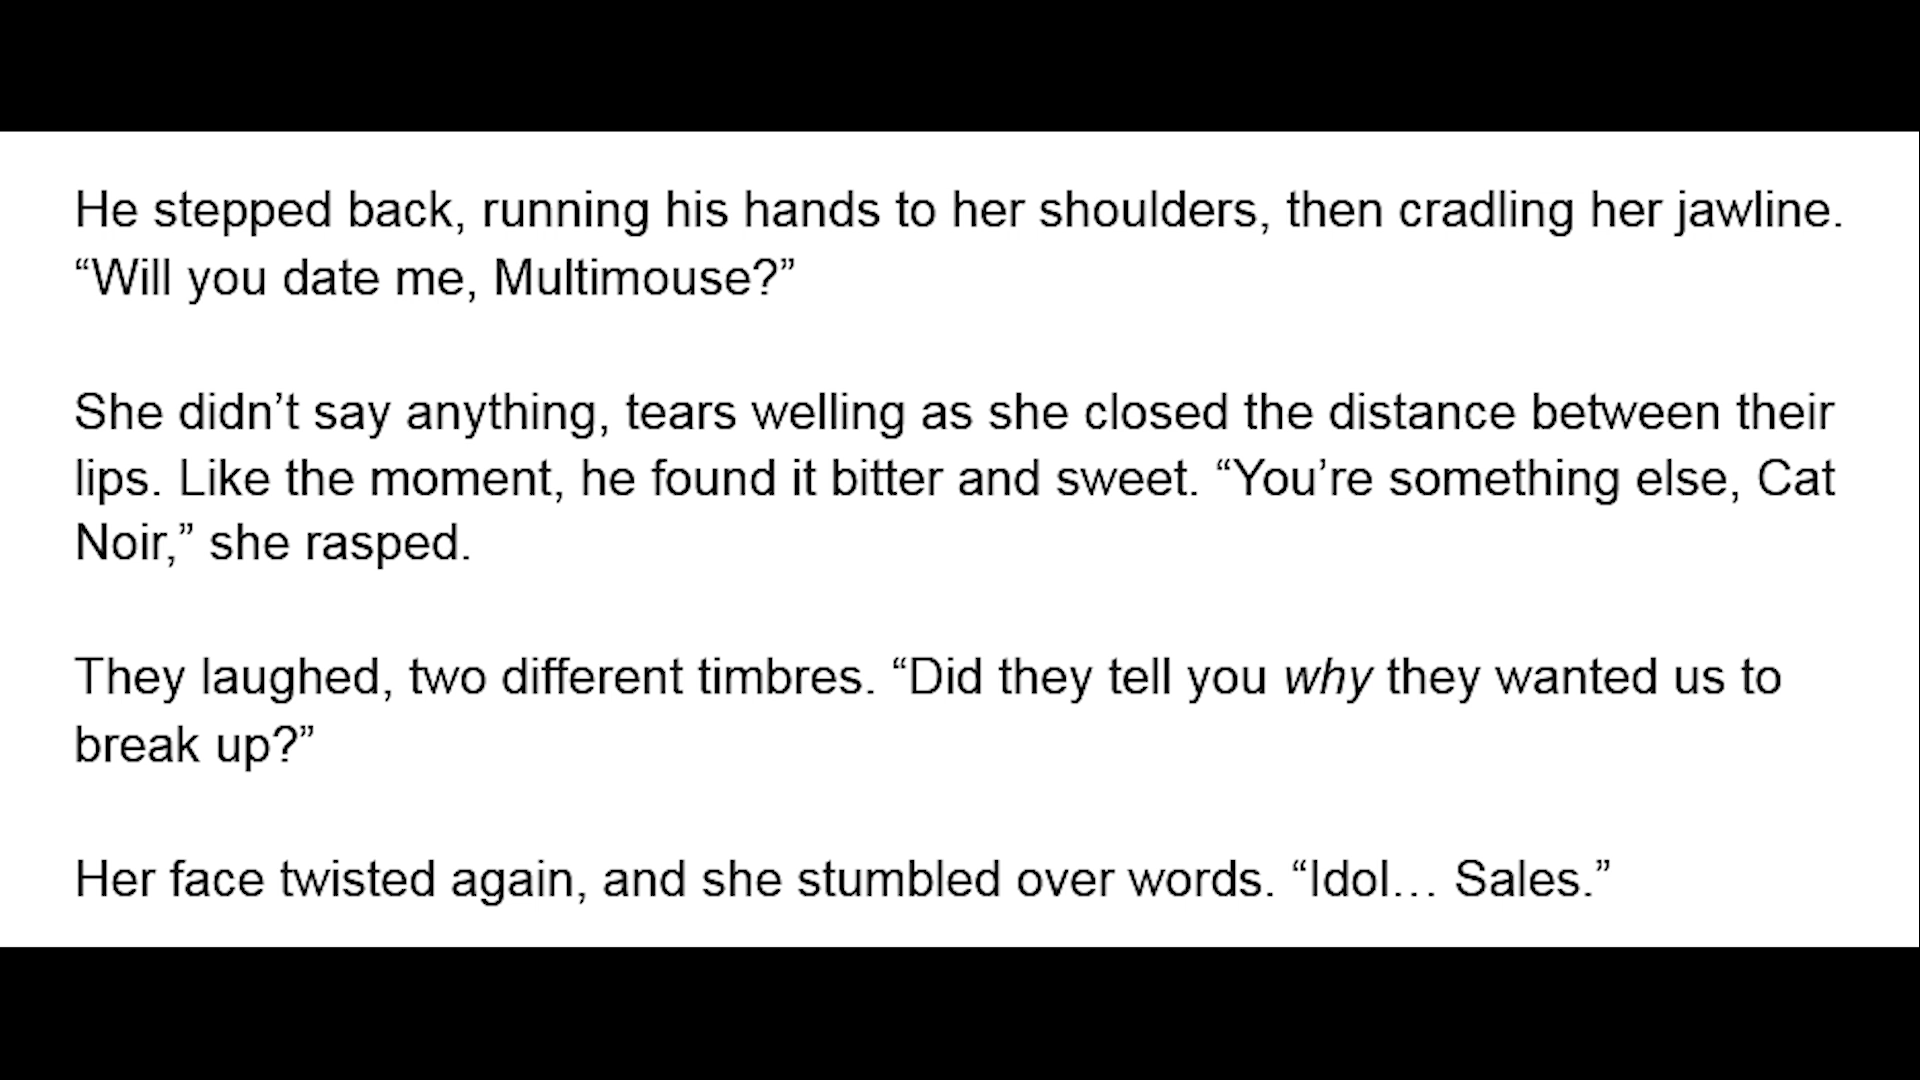 He stepped back, running his hands to her shoulders, then cradling her jawline.
“Will you date me, Multimouse?”
She didn’t say anything, tears welling as she closed the distance between their
lips. Like the moment, he found it bitter and sweet. “You’re something else, Cat
Noir,” she rasped.
They laughed, two different timbres. “Did they tell you why they wanted us to
break up?”
Her face twisted again, and she stumbled over words. “Idol… Sales.”